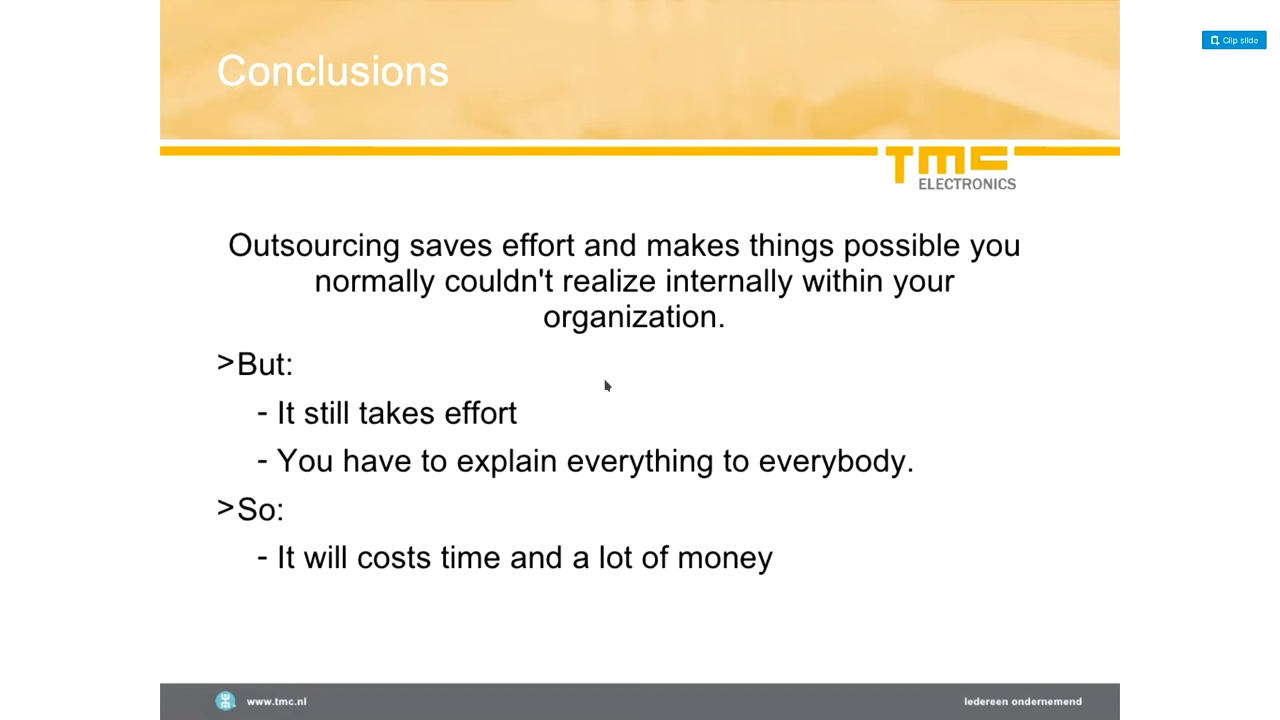 Clip slide
Conclusions
TMC
ELECTRONICS
Outsourcing saves effort and makes things possible you
normally couldn't realize internally within your
organization.
>But:
- It still takes effort
- You have to explain everything to everybody.
>So:
- It will costs time and a lot of money
www.tmc.nl
Iedereen ondernemend